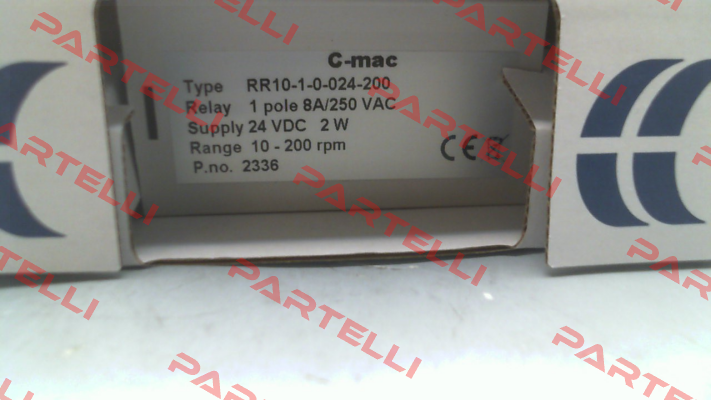 C-mac
Type RR10-1-0-024-200
Relay 1 pole 8A/250 VAC
Supply 24 VDC 2 W
Range 10 - 200 rpm
P.no. 2336
CE
PARTELLI
PARTELLI
PARTELLI
PARTELLI
PARTELLI
PARTELLI
PARTELLI
PARTELLI